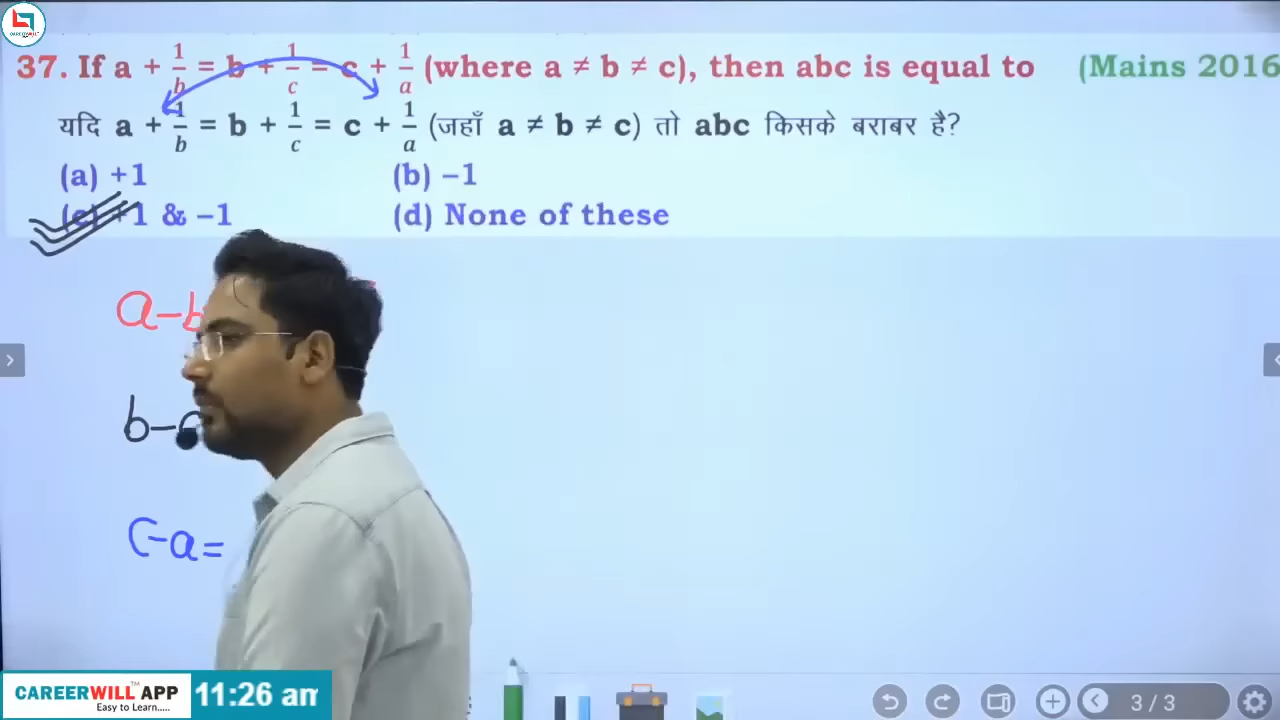 CAREERWILL
37. If a + 1/b = b + 1/c = c + 1/a (where a ≠ b ≠ c), then abc is equal to (Mains 2016
यदि a + 1/b = b + 1/c = c + 1/a (जहाँ a ≠ b ≠ c) तो abc किसके बराबर है?
(a) +1 (b) −1
(c) +1 & −1 (d) None of these
a−b
b−c
c−a=
CAREERWILL APP™ 11:26 am
Easy to Learn.....
3 / 3